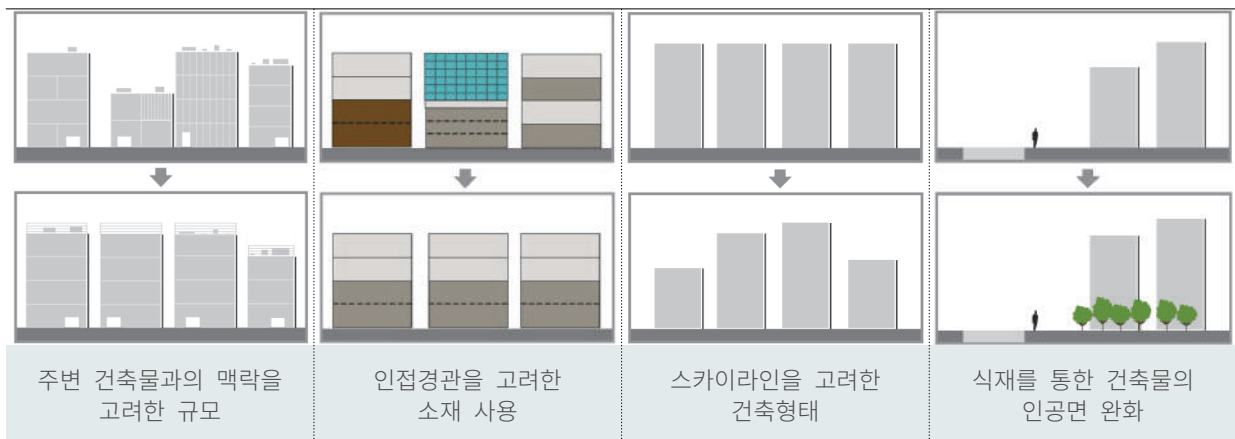 주변 건축물과의 맥락을
고려한 규모
인접경관을 고려한
소재 사용
스카이라인을 고려한
건축형태
식재를 통한 건축물의
인공면 완화